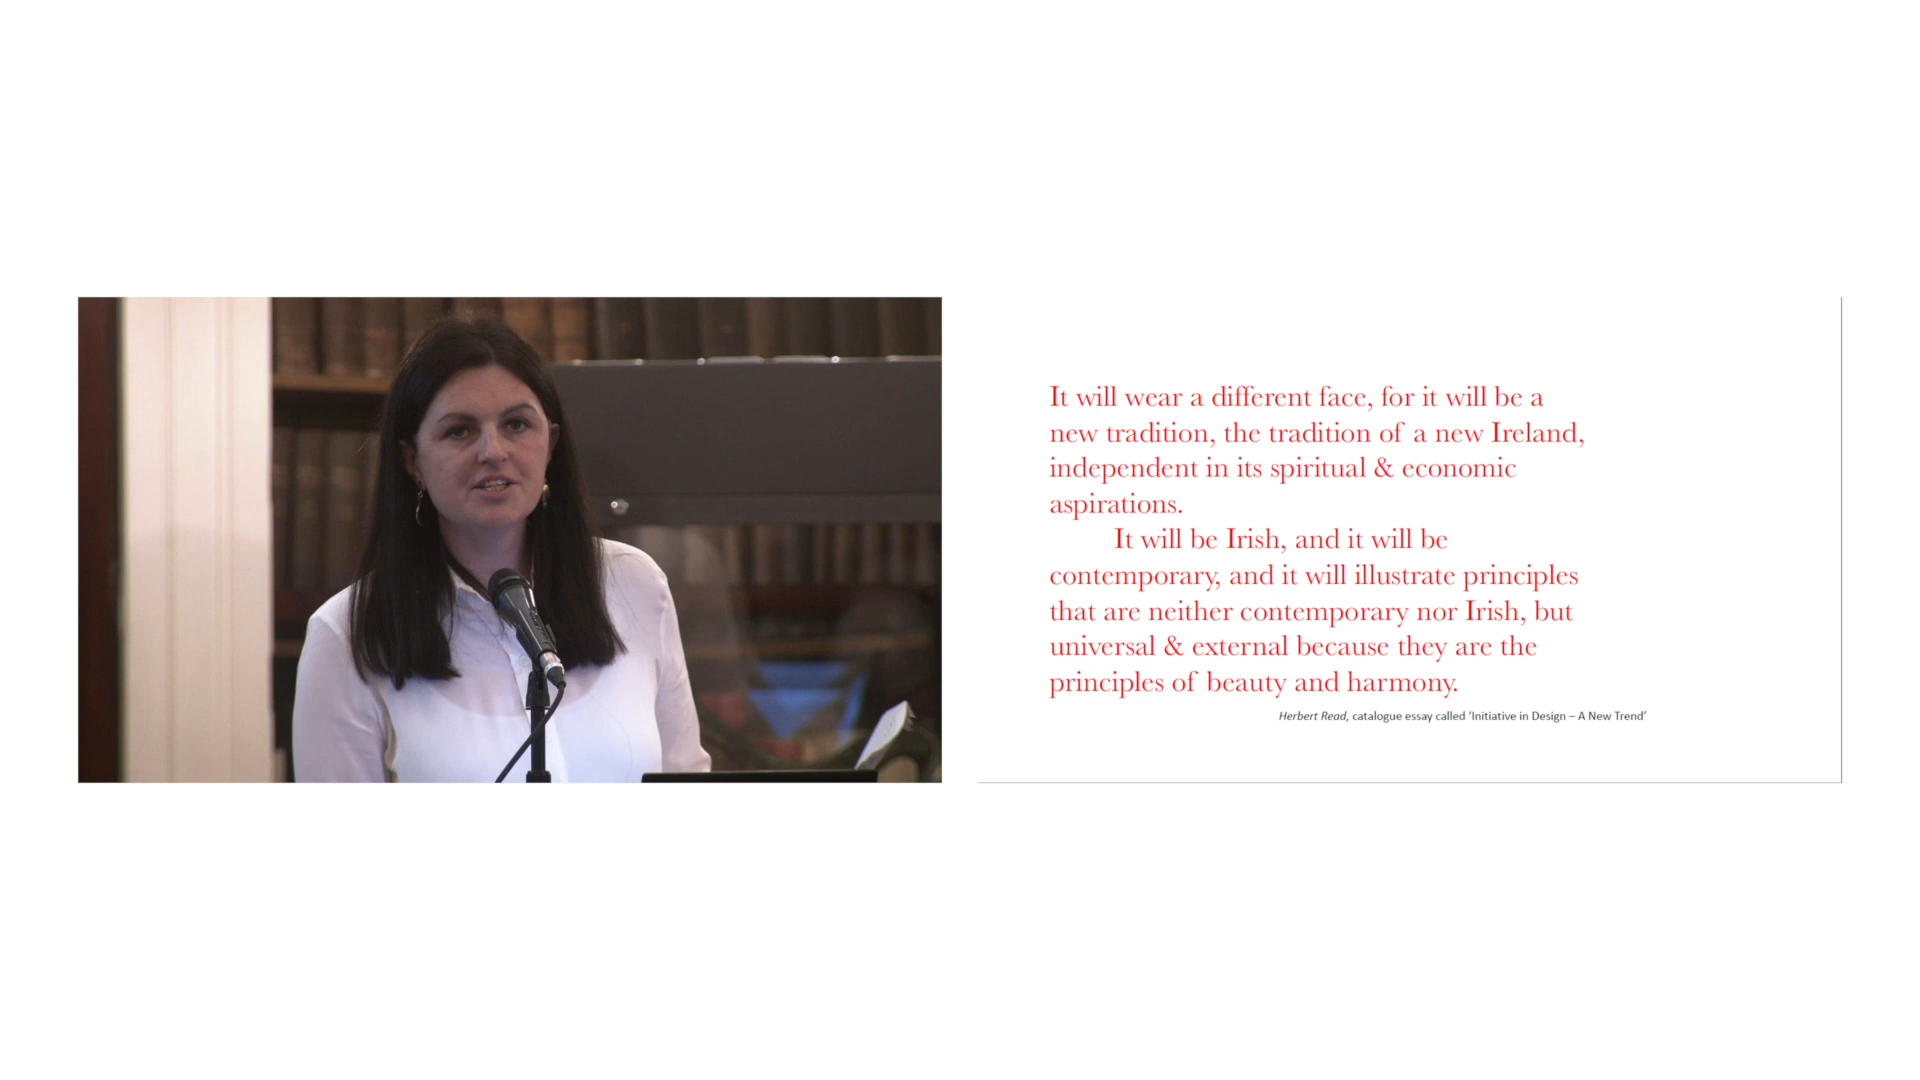 It will wear a different face, for it will be a
new tradition, the tradition of a new Ireland,
independent in its spiritual & economic
aspirations.
It will be Irish, and it will be
contemporary, and it will illustrate principles
that are neither contemporary nor Irish, but
universal & external because they are the
principles of beauty and harmony.
Herbert Read, catalogue essay called ‘Initiative in Design – A New Trend’